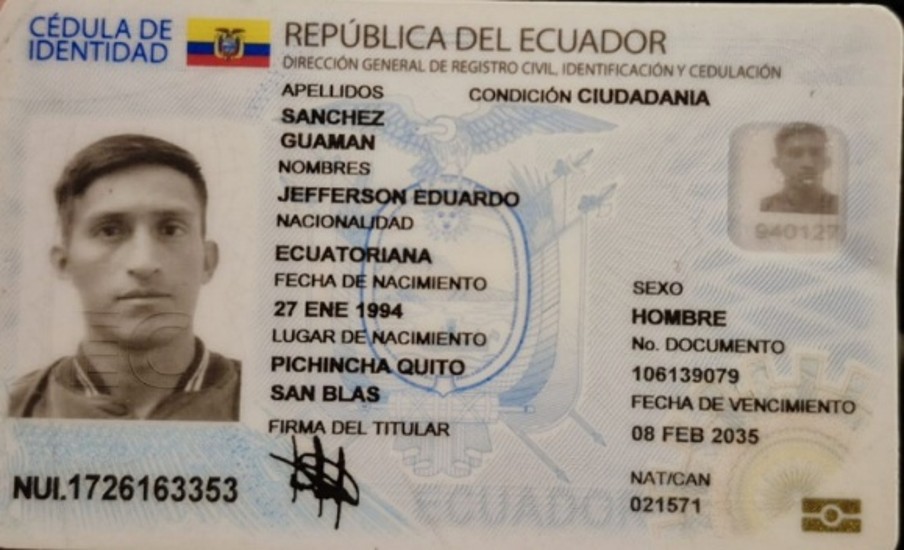 CÉDULA DE
IDENTIDAD
REPÚBLICA DEL ECUADOR
DIRECCIÓN GENERAL DE REGISTRO CIVIL, IDENTIFICACIÓN Y CEDULACIÓN
APELLIDOS
CONDICIÓN CIUDADANIA
SANCHEZ
GUAMAN
NOMBRES
JEFFERSON EDUARDO
NACIONALIDAD
ECUATORIANA
FECHA DE NACIMIENTO
27 ENE 1994
LUGAR DE NACIMIENTO
PICHINCHA QUITO
SAN BLAS
FIRMA DEL TITULAR
940127
SEXO
HOMBRE
No. DOCUMENTO
106139079
FECHA DE VENCIMIENTO
08 FEB 2035
NAT/CAN
021571
NUI.1726163353
ECUADOR